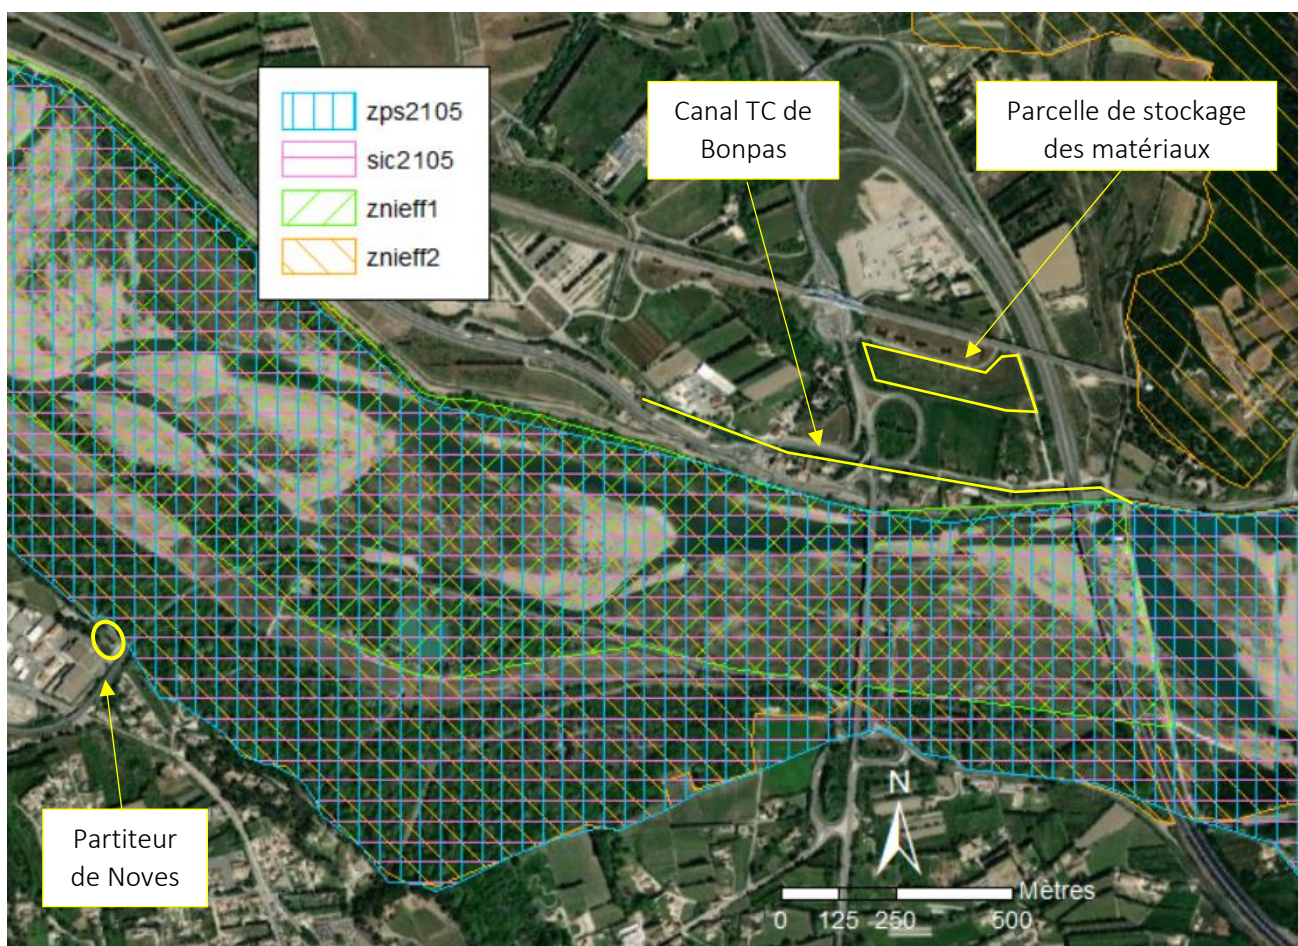 zps2105
sic2105
znieff1
znieff2
Canal TC de
Bonpas
Parcelle de stockage
des matériaux
Partiteur
de Noves
N
Mètres
0 125 250 500